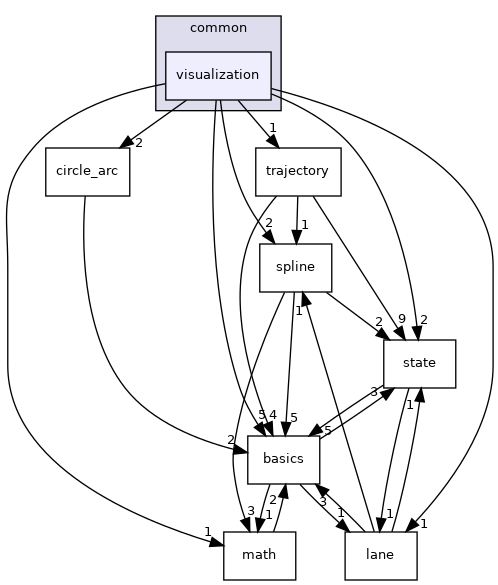 common
visualization
1
2
circle_arc
trajectory
2
1
spline
1
2
9
2
state
3
1
5 4
5
5
2
basics
3
2
1
3
1
1
1
1
math
lane